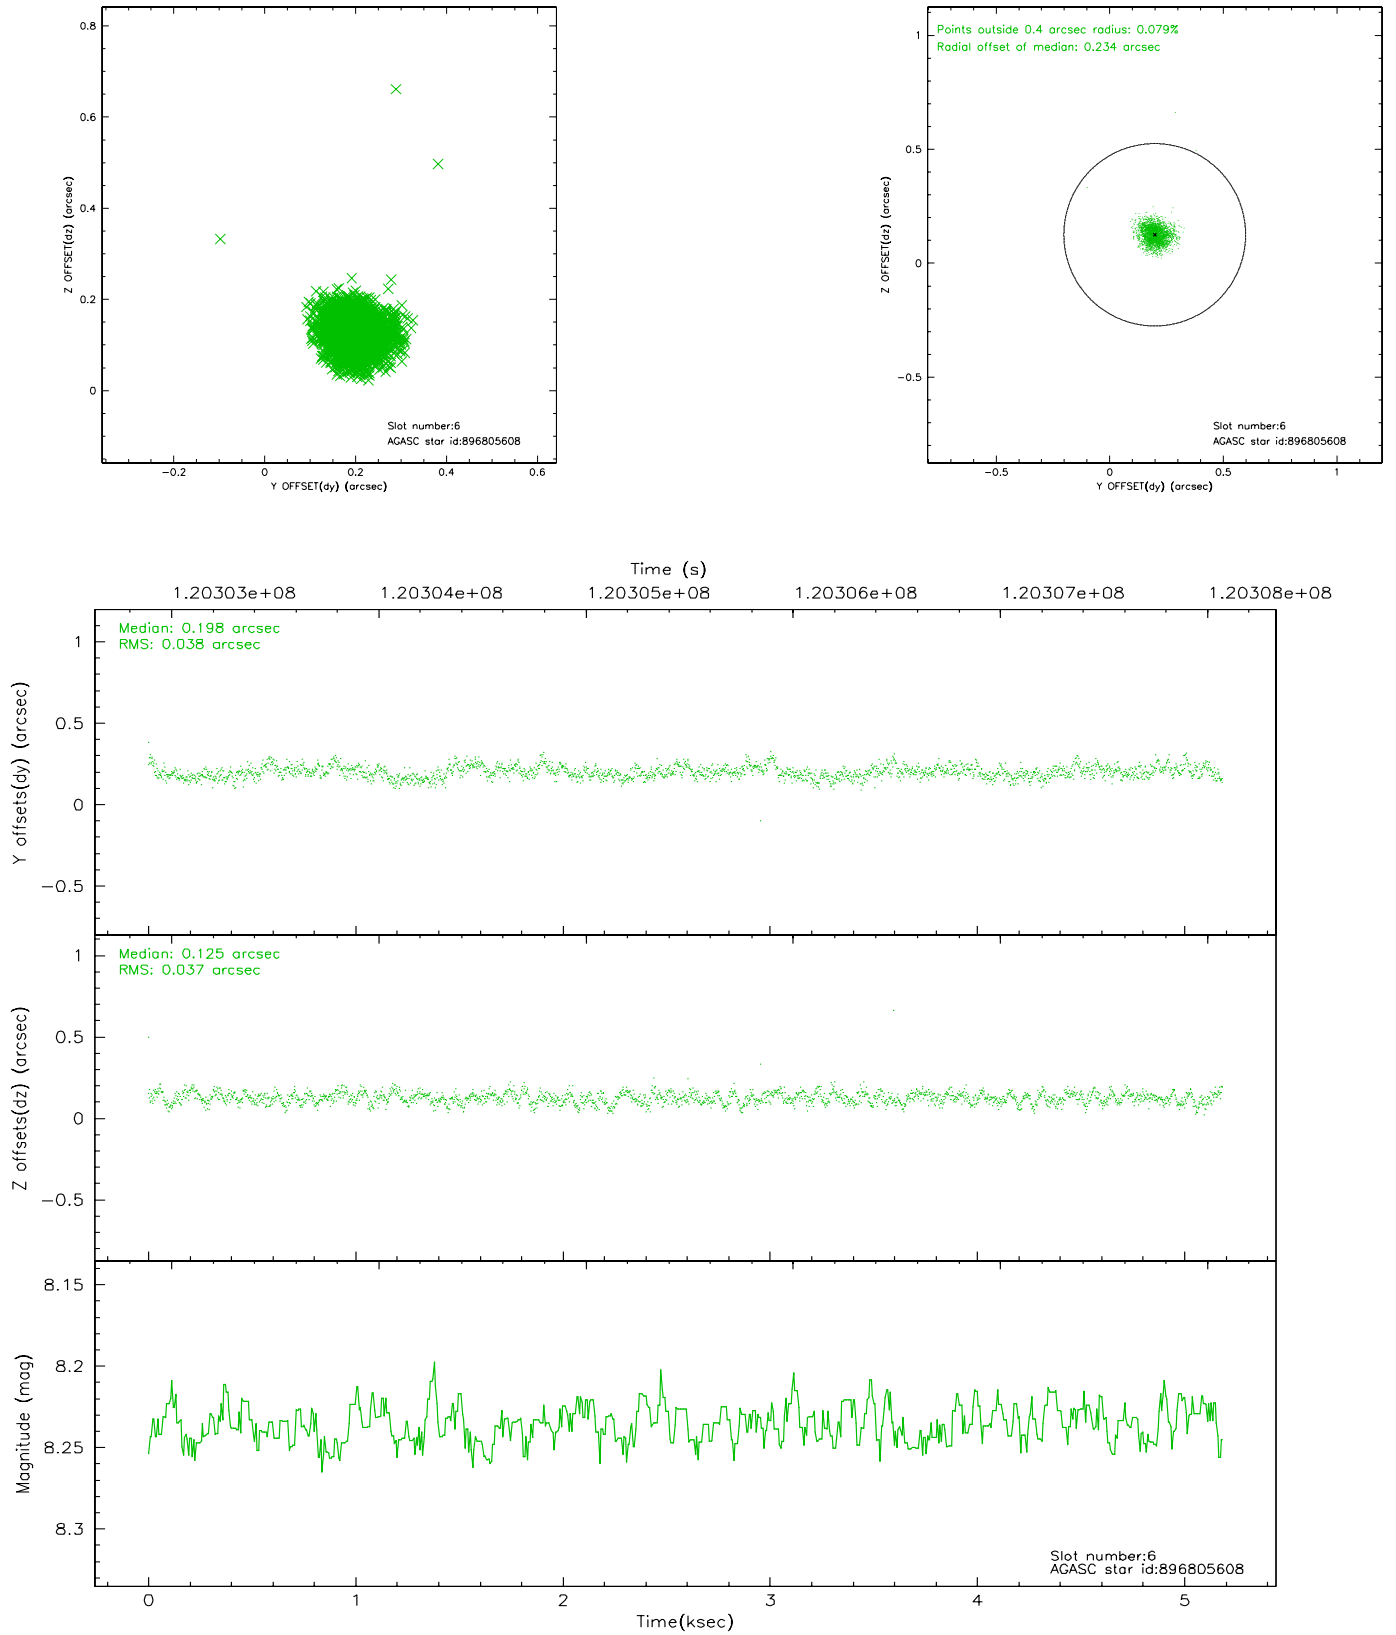 0.8
0.6
0.4
0.2
0
Z OFFSET(dz) (arcsec)
Slot number:6
AGASC star id:896805608
−0.2 0 0.2 0.4 0.6
Y OFFSET(dy) (arcsec)
Points outside 0.4 arcsec radius: 0.079%
Radial offset of median: 0.234 arcsec
1
0.5
0
−0.5
Z OFFSET(dz) (arcsec)
Slot number:6
AGASC star id:896805608
−0.5 0 0.5 1
Y OFFSET(dy) (arcsec)
Time (s)
1.20303e+08 1.20304e+08 1.20305e+08 1.20306e+08 1.20307e+08 1.20308e+08
Median: 0.198 arcsec
RMS: 0.038 arcsec
1
0.5
0
−0.5
Y offsets(dy) (arcsec)
Median: 0.125 arcsec
RMS: 0.037 arcsec
1
0.5
0
−0.5
Z offsets(dz) (arcsec)
8.15
8.2
8.25
8.3
Magnitude (mag)
Slot number:6
AGASC star id:896805608
0 1 2 3 4 5
Time(ksec)